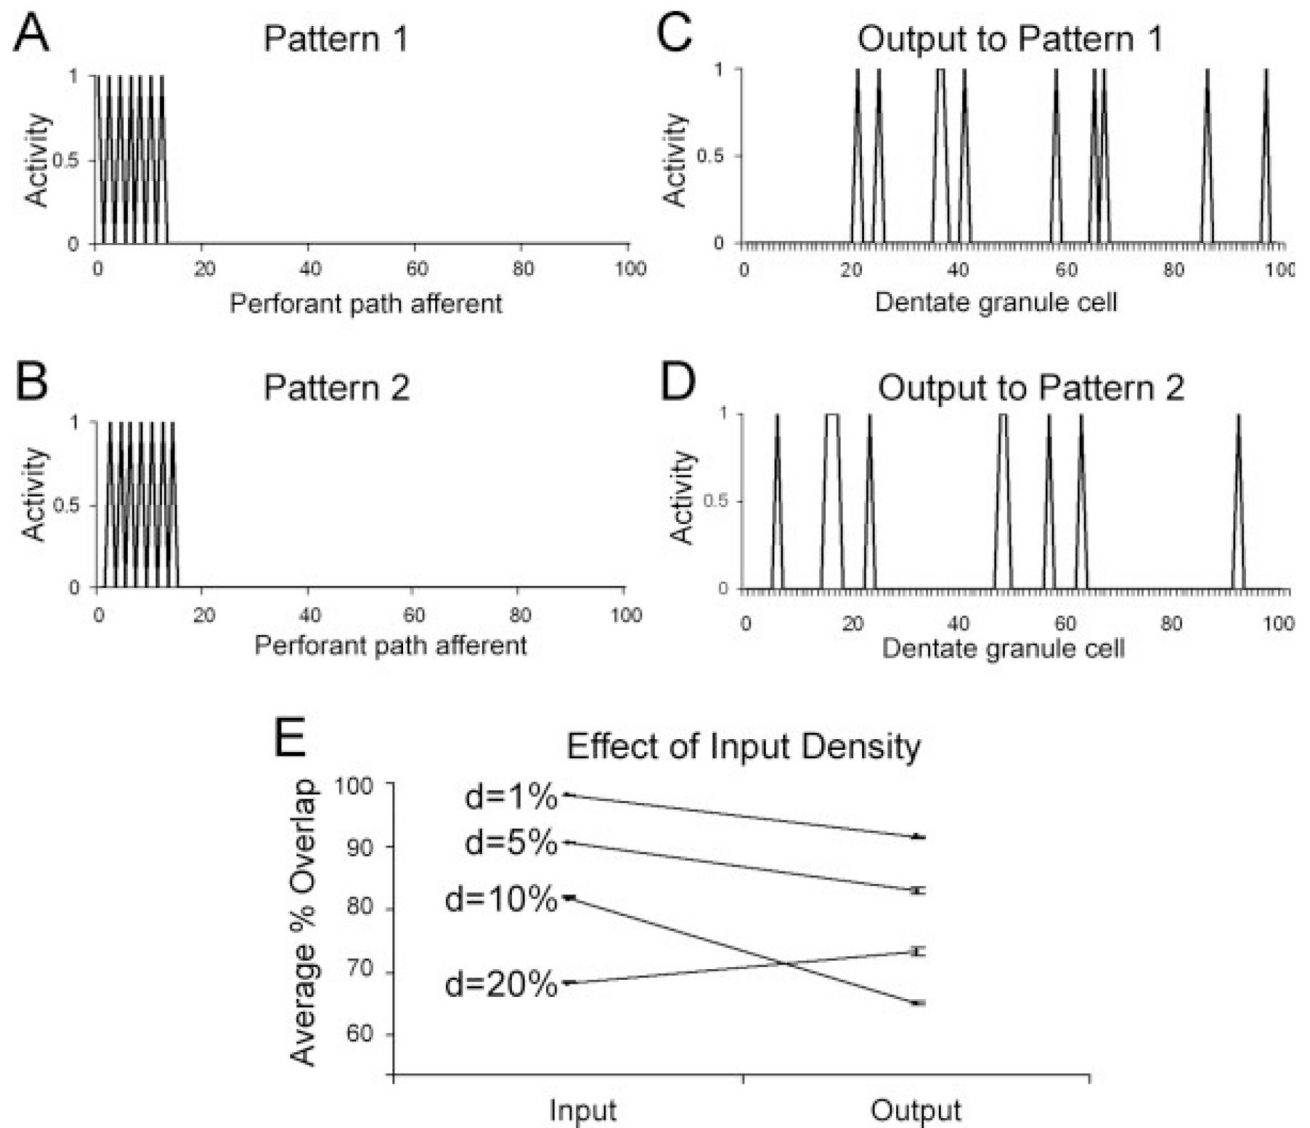 A
Pattern 1
Activity
1
0.5
0
0 20 40 60 80 100
Perforant path afferent
C
Output to Pattern 1
Activity
1
0.5
0
0 20 40 60 80 100
Dentate granule cell
B
Pattern 2
Activity
1
0.5
0
0 20 40 60 80 100
Perforant path afferent
D
Output to Pattern 2
Activity
1
0.5
0
0 20 40 60 80 100
Dentate granule cell
E
Effect of Input Density
Average % Overlap
100
90
80
70
60
d=1%
d=5%
d=10%
d=20%
Input Output